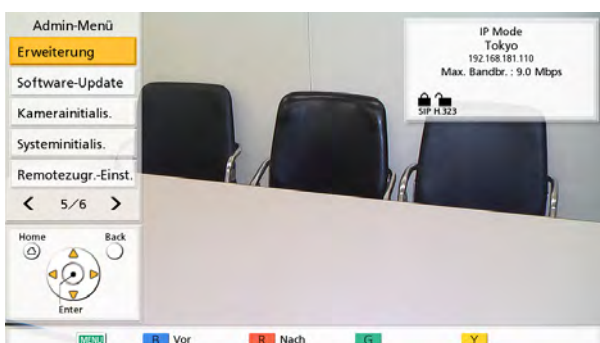 Admin-Menü
Erweiterung
Software-Update
Kamerainitialis.
Systeminitialis.
Remotezugr.-Einst.
5/6
Home
Back
Enter
IP Mode
Tokyo
192.168.181.110
Max. Bandbr. : 9.0 Mbps
SIP H.323
MENU B Vor R Nach G Y